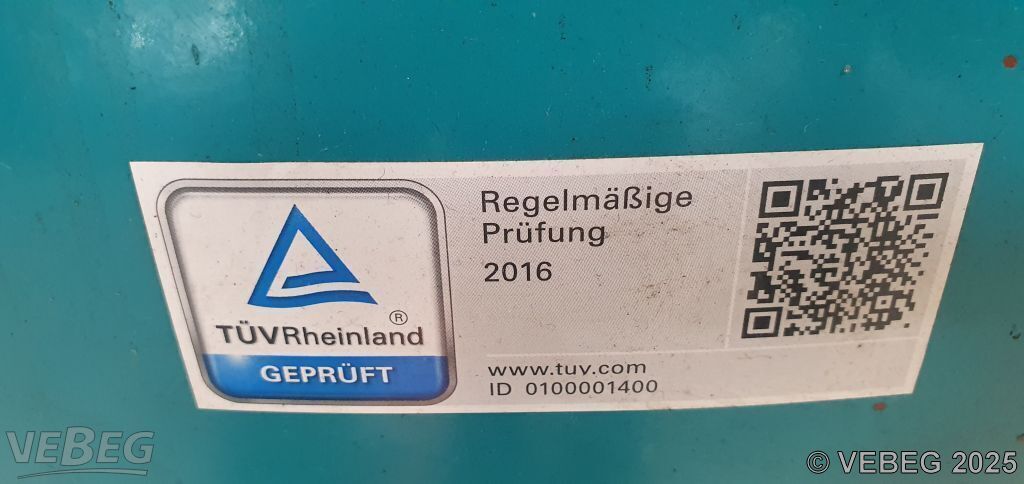 Regelmäßige
Prüfung
2016
TÜVRheinland®
GEPRÜFT
www.tuv.com
ID 0100001400
VEBEG
© VEBEG 2025